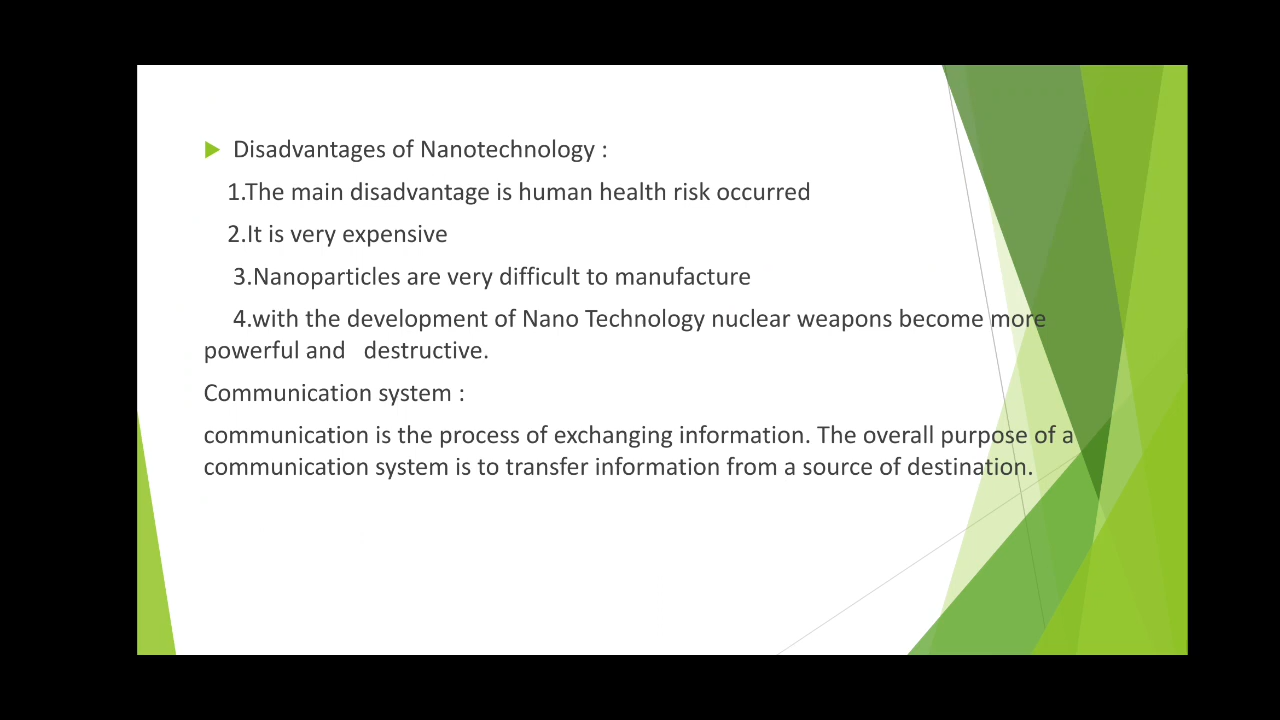 Disadvantages of Nanotechnology :
1.The main disadvantage is human health risk occurred
2.It is very expensive
3.Nanoparticles are very difficult to manufacture
4.with the development of Nano Technology nuclear weapons become more
powerful and destructive.
Communication system :
communication is the process of exchanging information. The overall purpose of a
communication system is to transfer information from a source of destination.